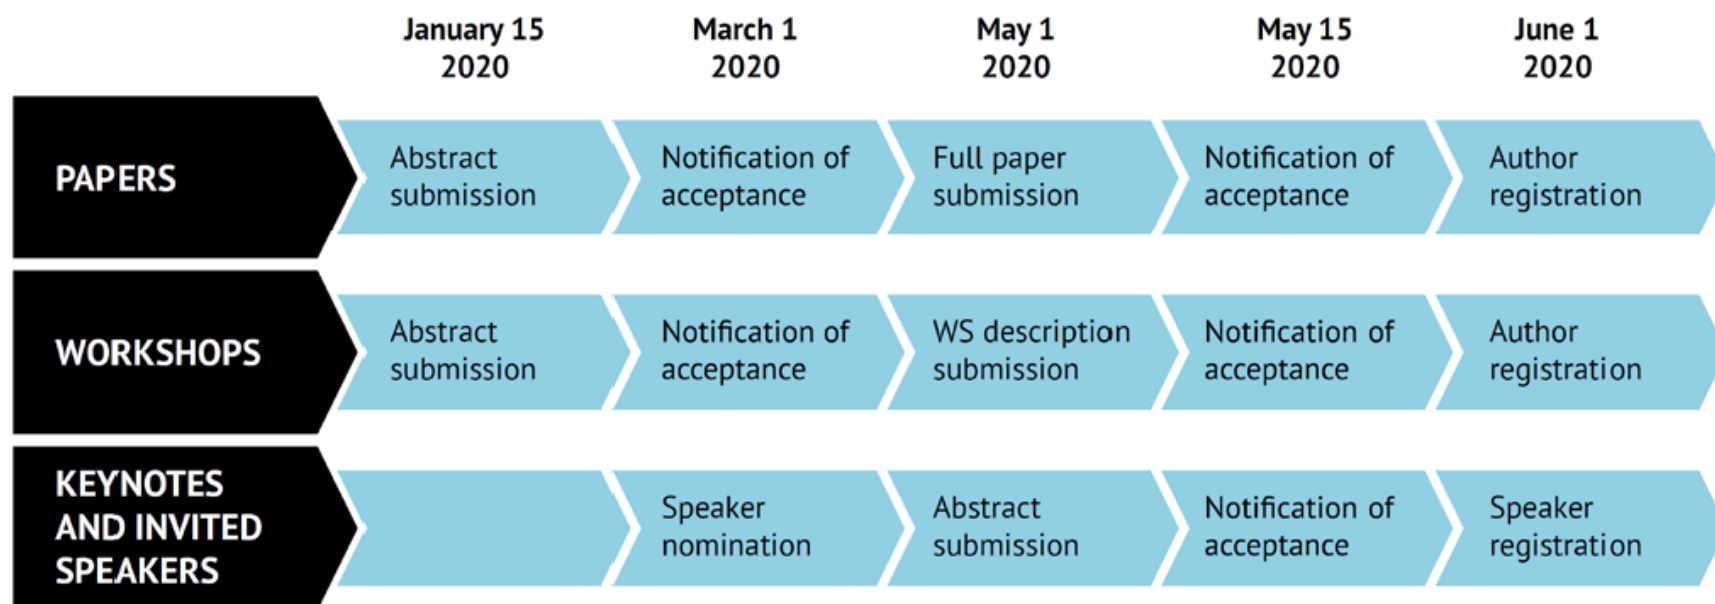 January 15
2020
March 1
2020
May 1
2020
May 15
2020
June 1
2020
PAPERS
Abstract
submission
Notification of
acceptance
Full paper
submission
Notification of
acceptance
Author
registration
WORKSHOPS
Abstract
submission
Notification of
acceptance
WS description
submission
Notification of
acceptance
Author
registration
KEYNOTES
AND INVITED
SPEAKERS
Speaker
nomination
Abstract
submission
Notification of
acceptance
Speaker
registration